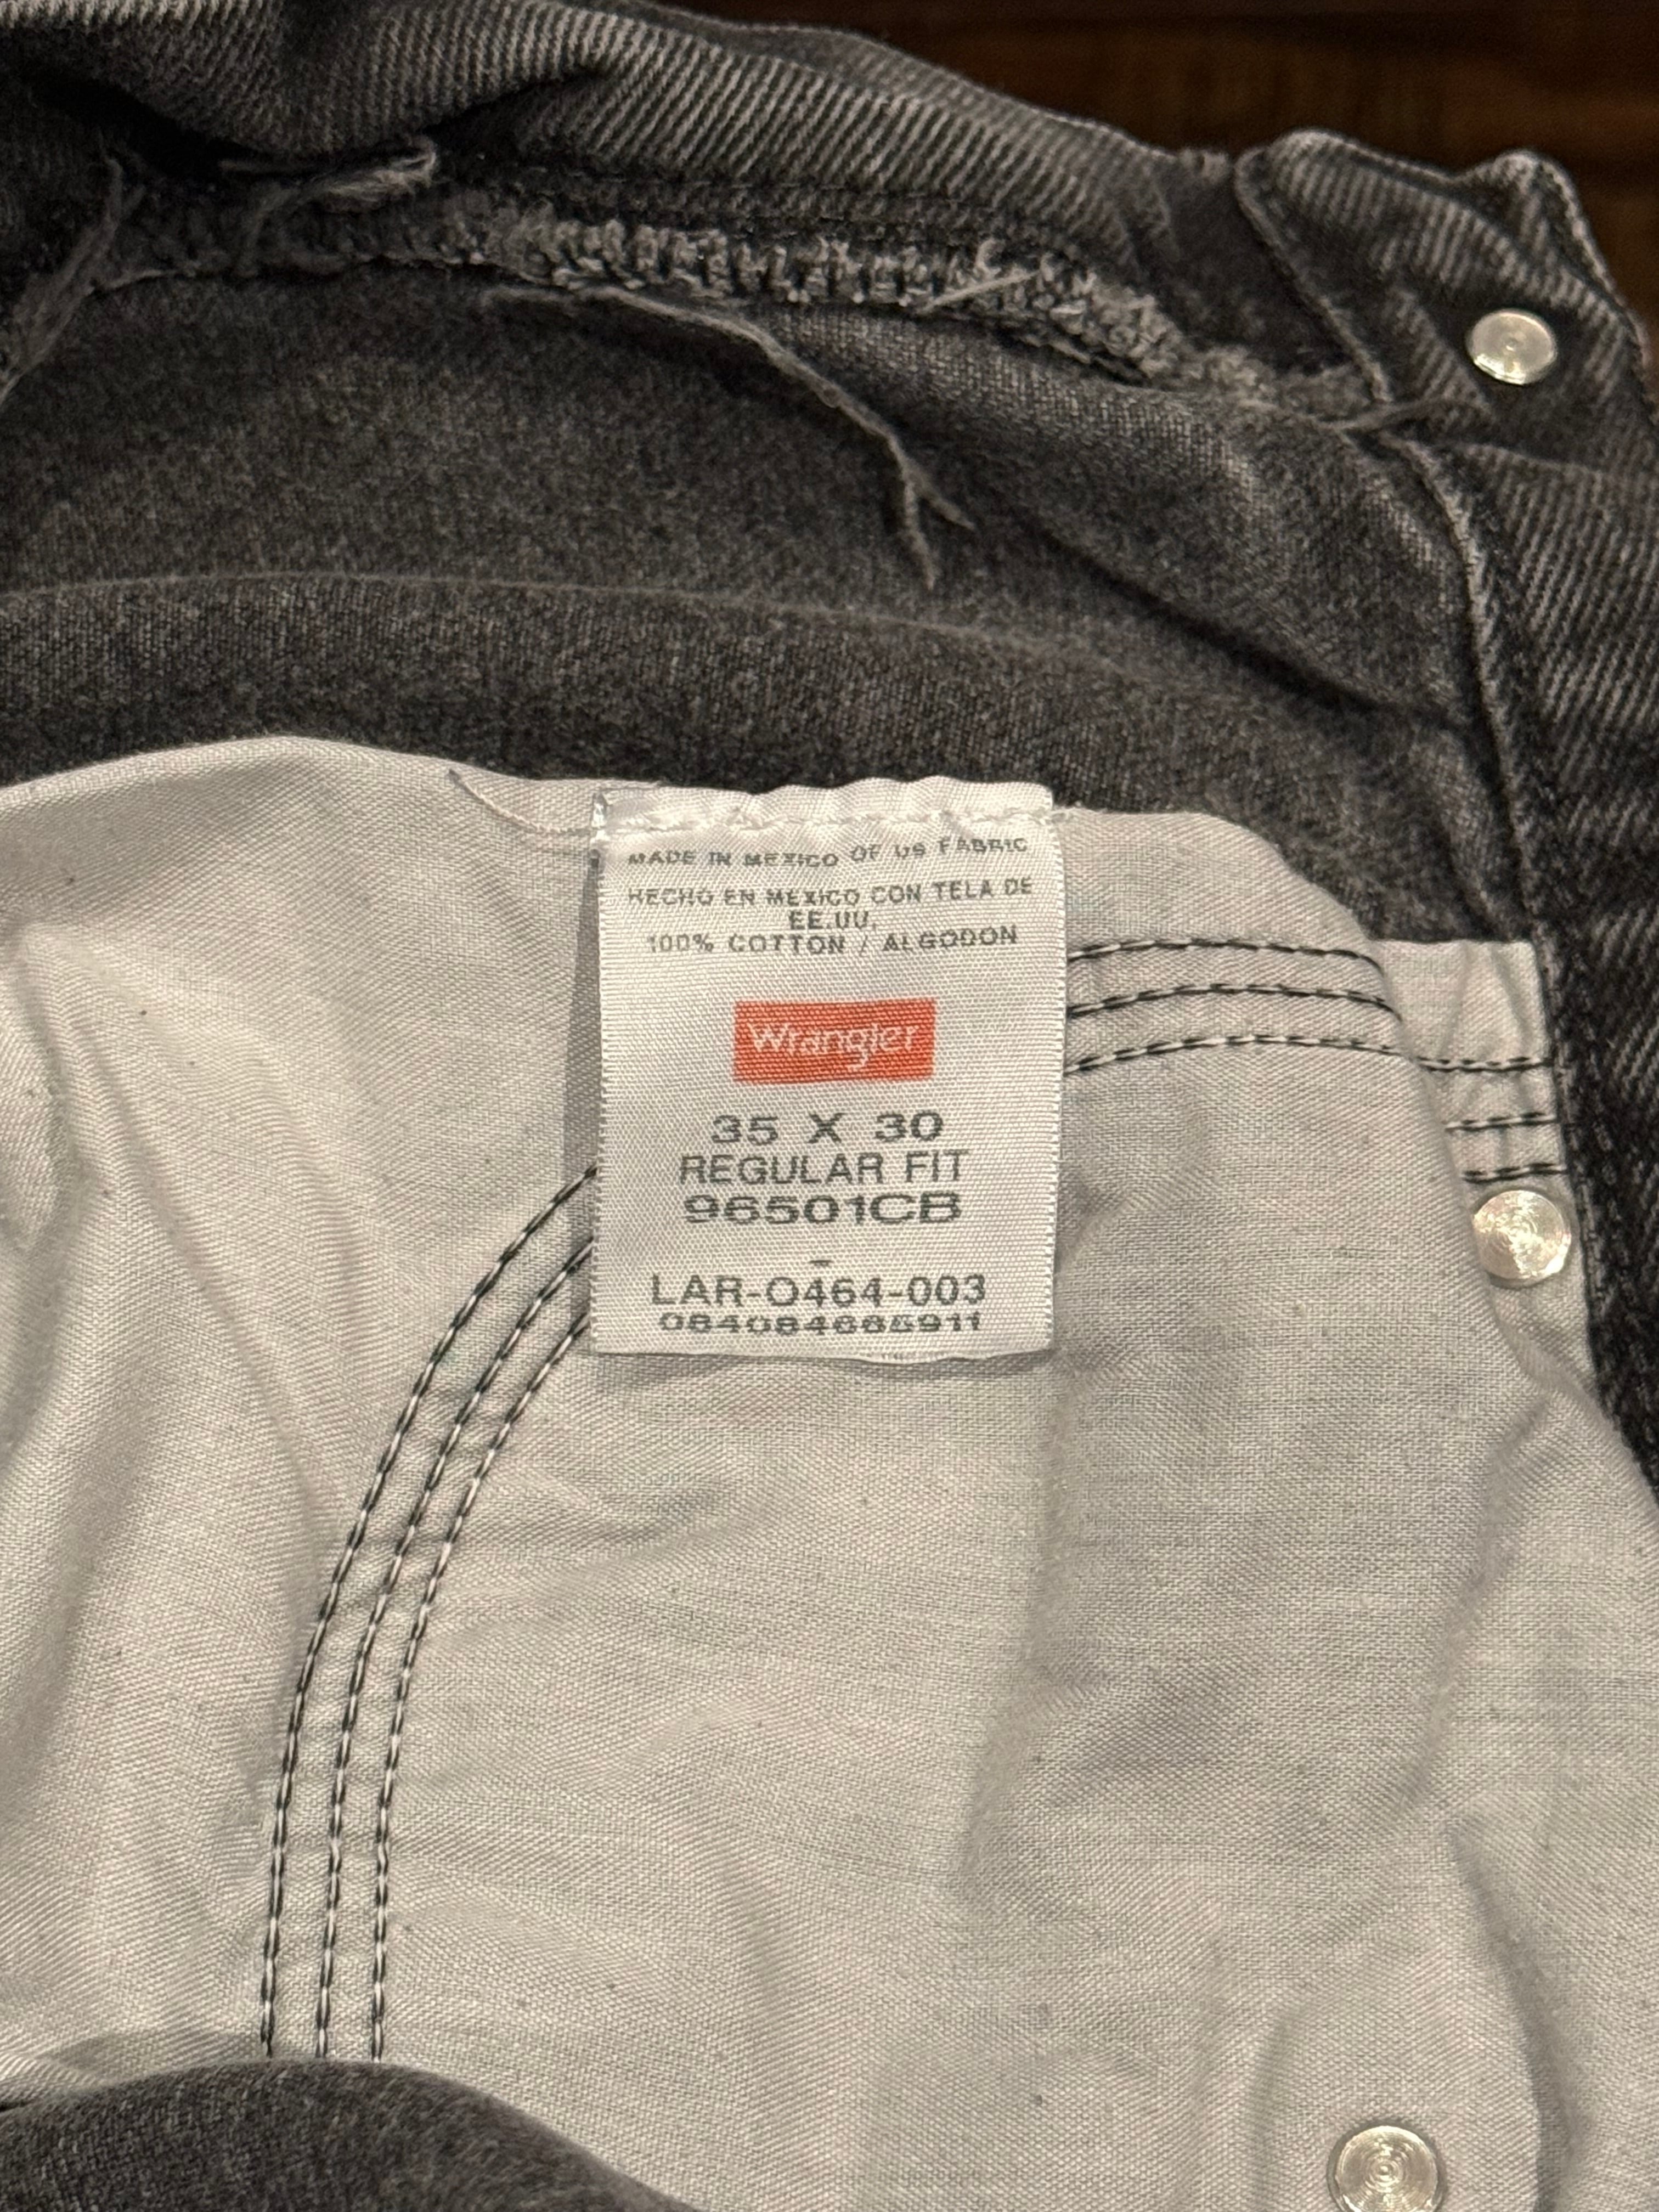 MADE IN MEXICO OF US FABRIC
HECHO EN MEXICO CON TELA DE
EE.UU.
100% COTTON / ALGODON
Wrangler
35 X 30
REGULAR FIT
96501CB
-
LAR-0464-003